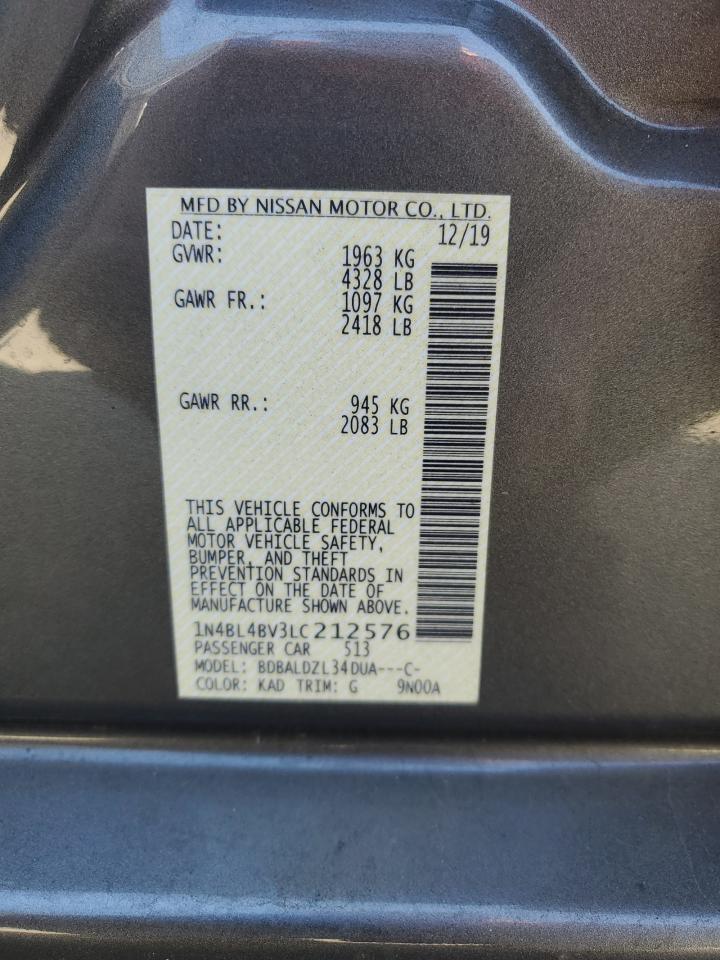 MFD BY NISSAN MOTOR CO., LTD.
DATE: 12/19
GVWR: 1963 KG
4328 LB
GAWR FR.: 1097 KG
2418 LB
GAWR RR.: 945 KG
2083 LB
THIS VEHICLE CONFORMS TO
ALL APPLICABLE FEDERAL
MOTOR VEHICLE SAFETY,
BUMPER, AND THEFT
PREVENTION STANDARDS IN
EFFECT ON THE DATE OF
MANUFACTURE SHOWN ABOVE.
1N4BL4BV3LC212576
PASSENGER CAR 513
MODEL: BDBALDZL34DUA---C-
COLOR: KAD TRIM: G 9N00A